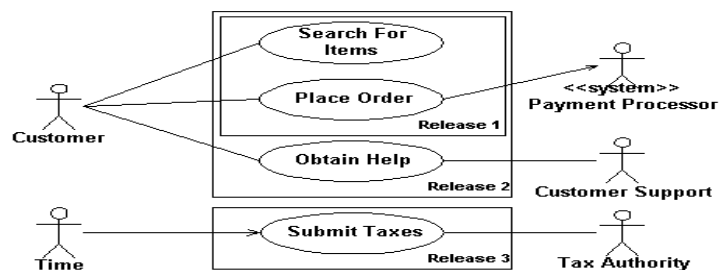 Search For
Items
Place Order
Release 1
Customer
<<system>>
Payment Processor
Obtain Help
Release 2
Customer Support
Time
Submit Taxes
Release 3
Tax Authority